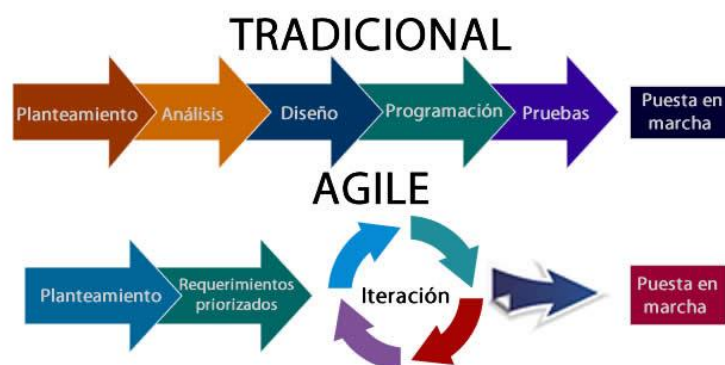 TRADICIONAL
Planteamiento
Análisis
Diseño
Programación
Pruebas
Puesta en
marcha
AGILE
Planteamiento
Requerimientos
priorizados
Iteración
Puesta en
marcha